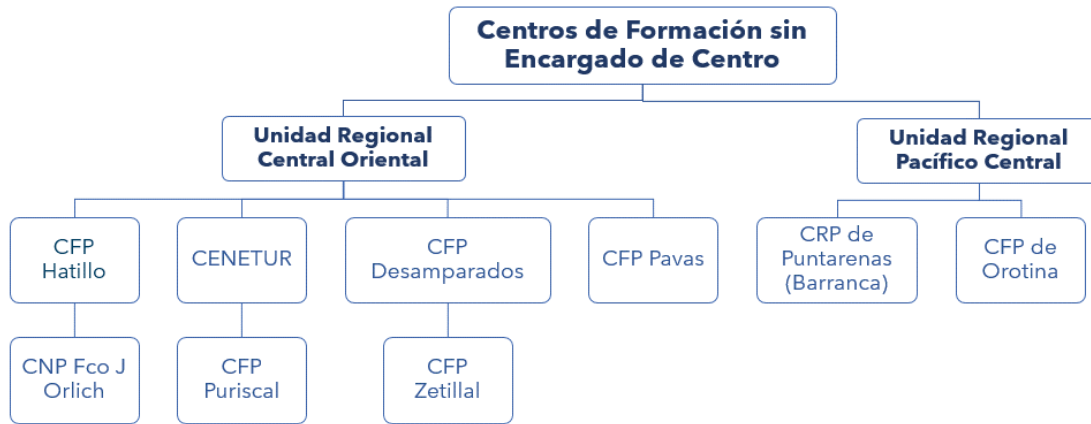 Centros de Formación sin
Encargado de Centro
Unidad Regional
Central Oriental
Unidad Regional
Pacífico Central
CFP
Hatillo
CENETUR
CFP
Desamparados
CFP Pavas
CRP de
Puntarenas
(Barranca)
CFP de
Orotina
CNP Fco J
Orlich
CFP
Puriscal
CFP
Zetillal